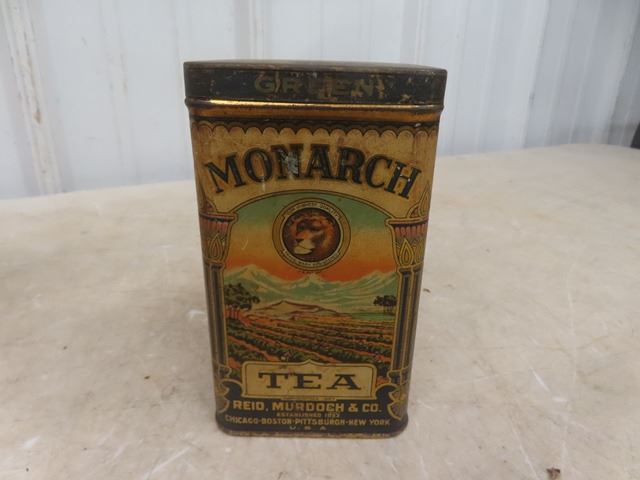 GREEN
MONARCH
TEA
REID, MURDOCH & CO.
ESTABLISHED 1853
CHICAGO-BOSTON-PITTSBURGH-NEW YORK
U.S.A